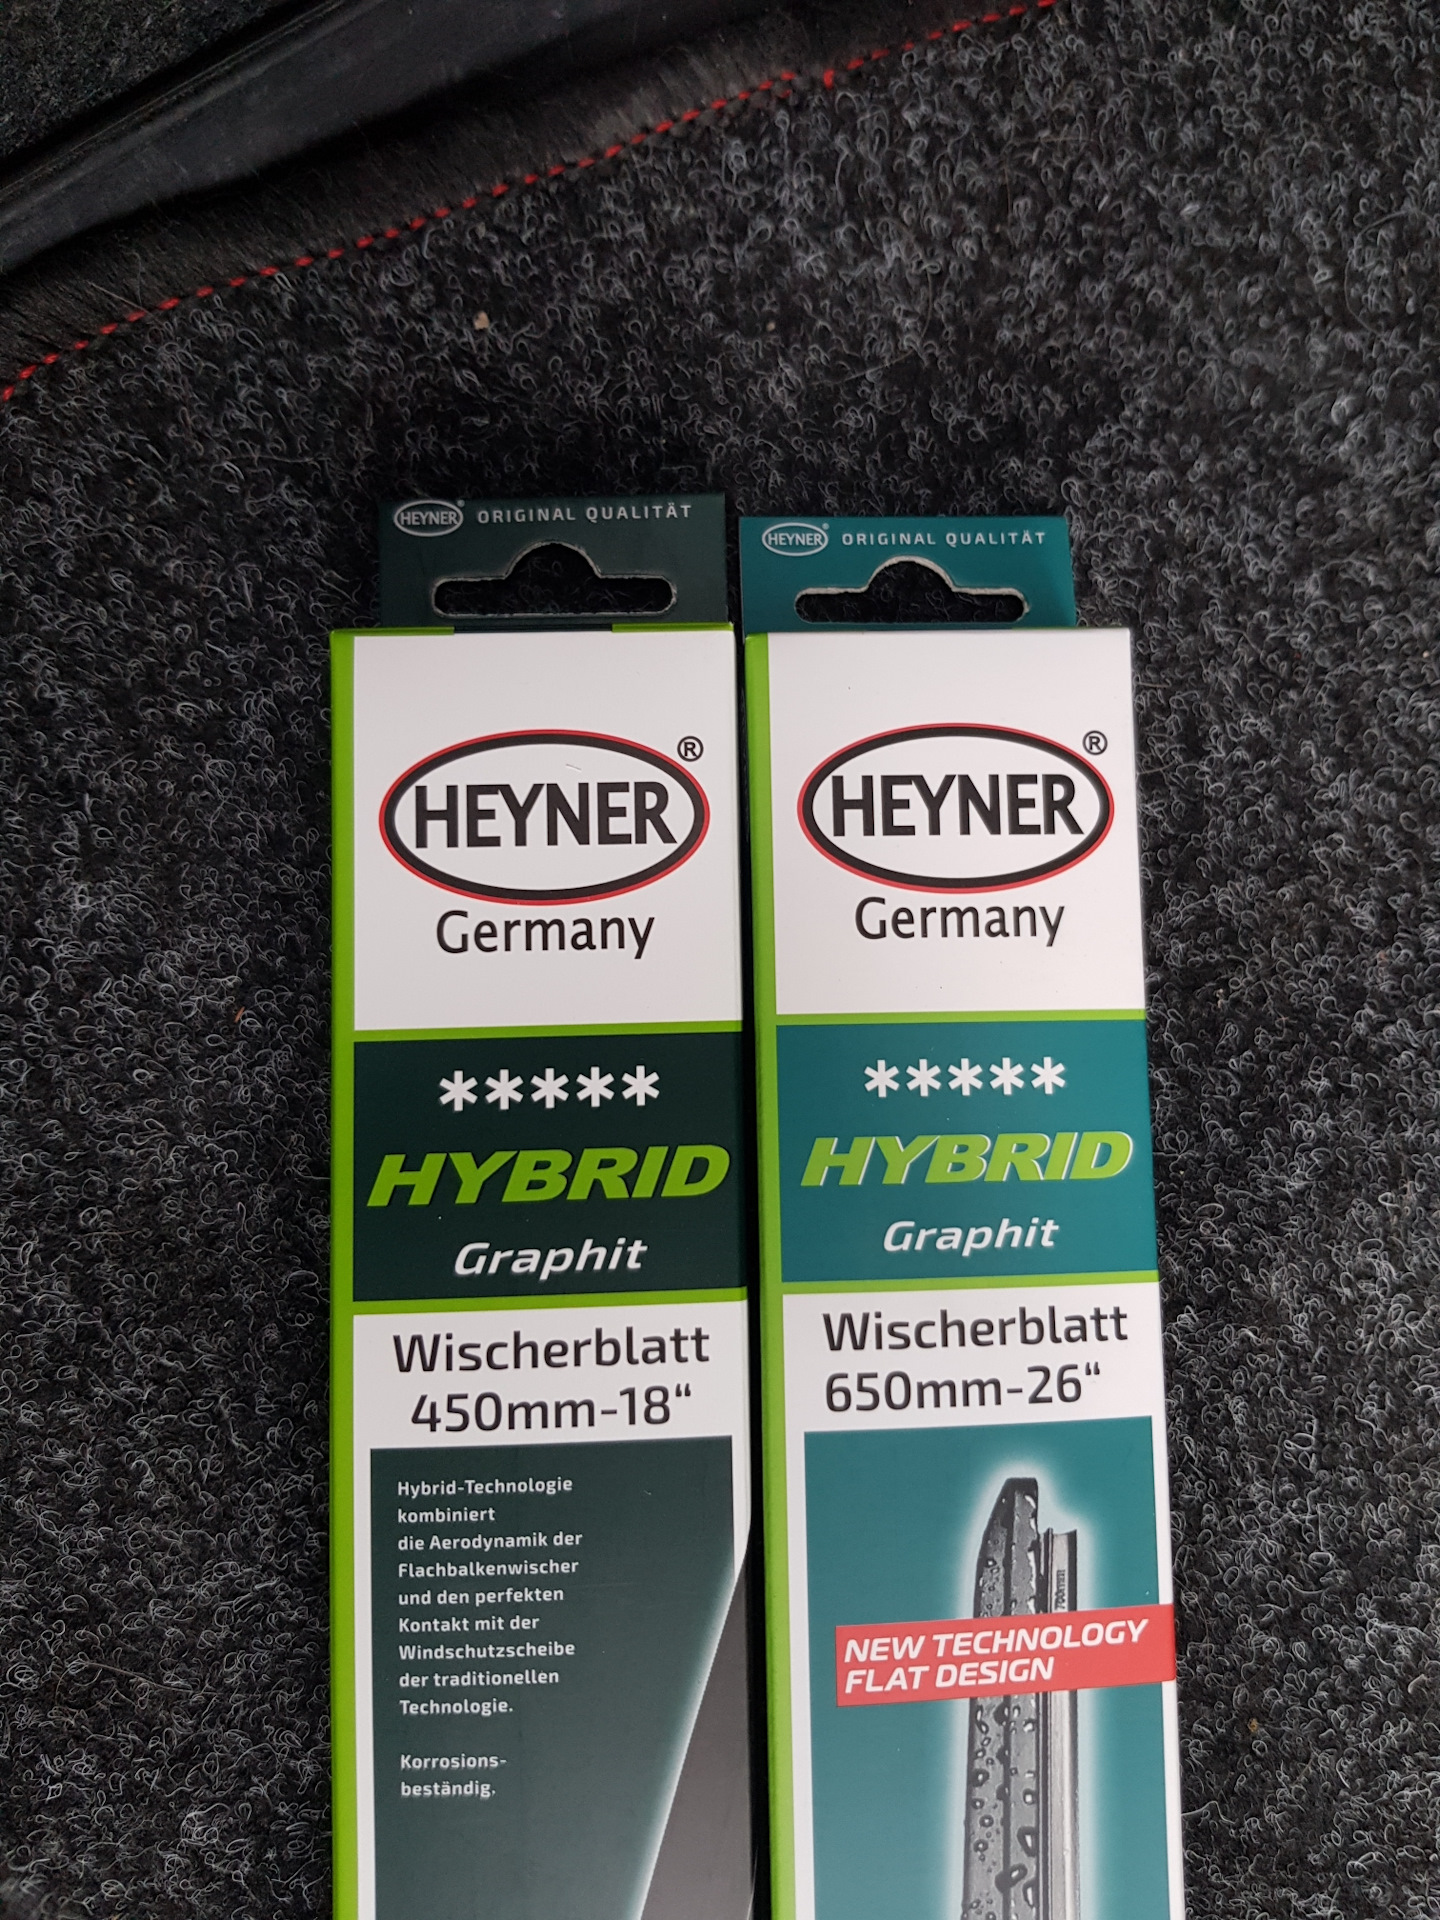 HEYNER® ORIGINAL QUALITÄT
HEYNER®
Germany
*****
HYBRID
Graphit
Wischerblatt
450mm-18“
Hybrid-Technologie
kombiniert
die Aerodynamik der
Flachbalkenwischer
und den perfekten
Kontakt mit der
Windschutzscheibe
der traditionellen
Technologie.
Korrosions-
beständig.
HEYNER® ORIGINAL QUALITÄT
HEYNER®
Germany
*****
HYBRID
Graphit
Wischerblatt
650mm-26“
700mm
NEW TECHNOLOGY
FLAT DESIGN